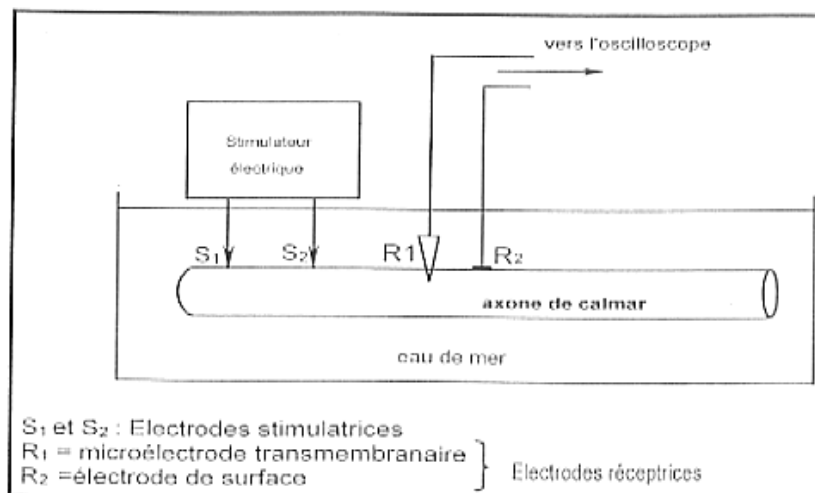 vers l'oscilloscope
Stimulateur
électrique
S₁ S₂ R1 R₂
axone de calmar
eau de mer
S₁ et S₂ : Electrodes stimulatrices
R₁ = microélectrode transmembranaire
R₂ =électrode de surface
Electrodes réceptrices